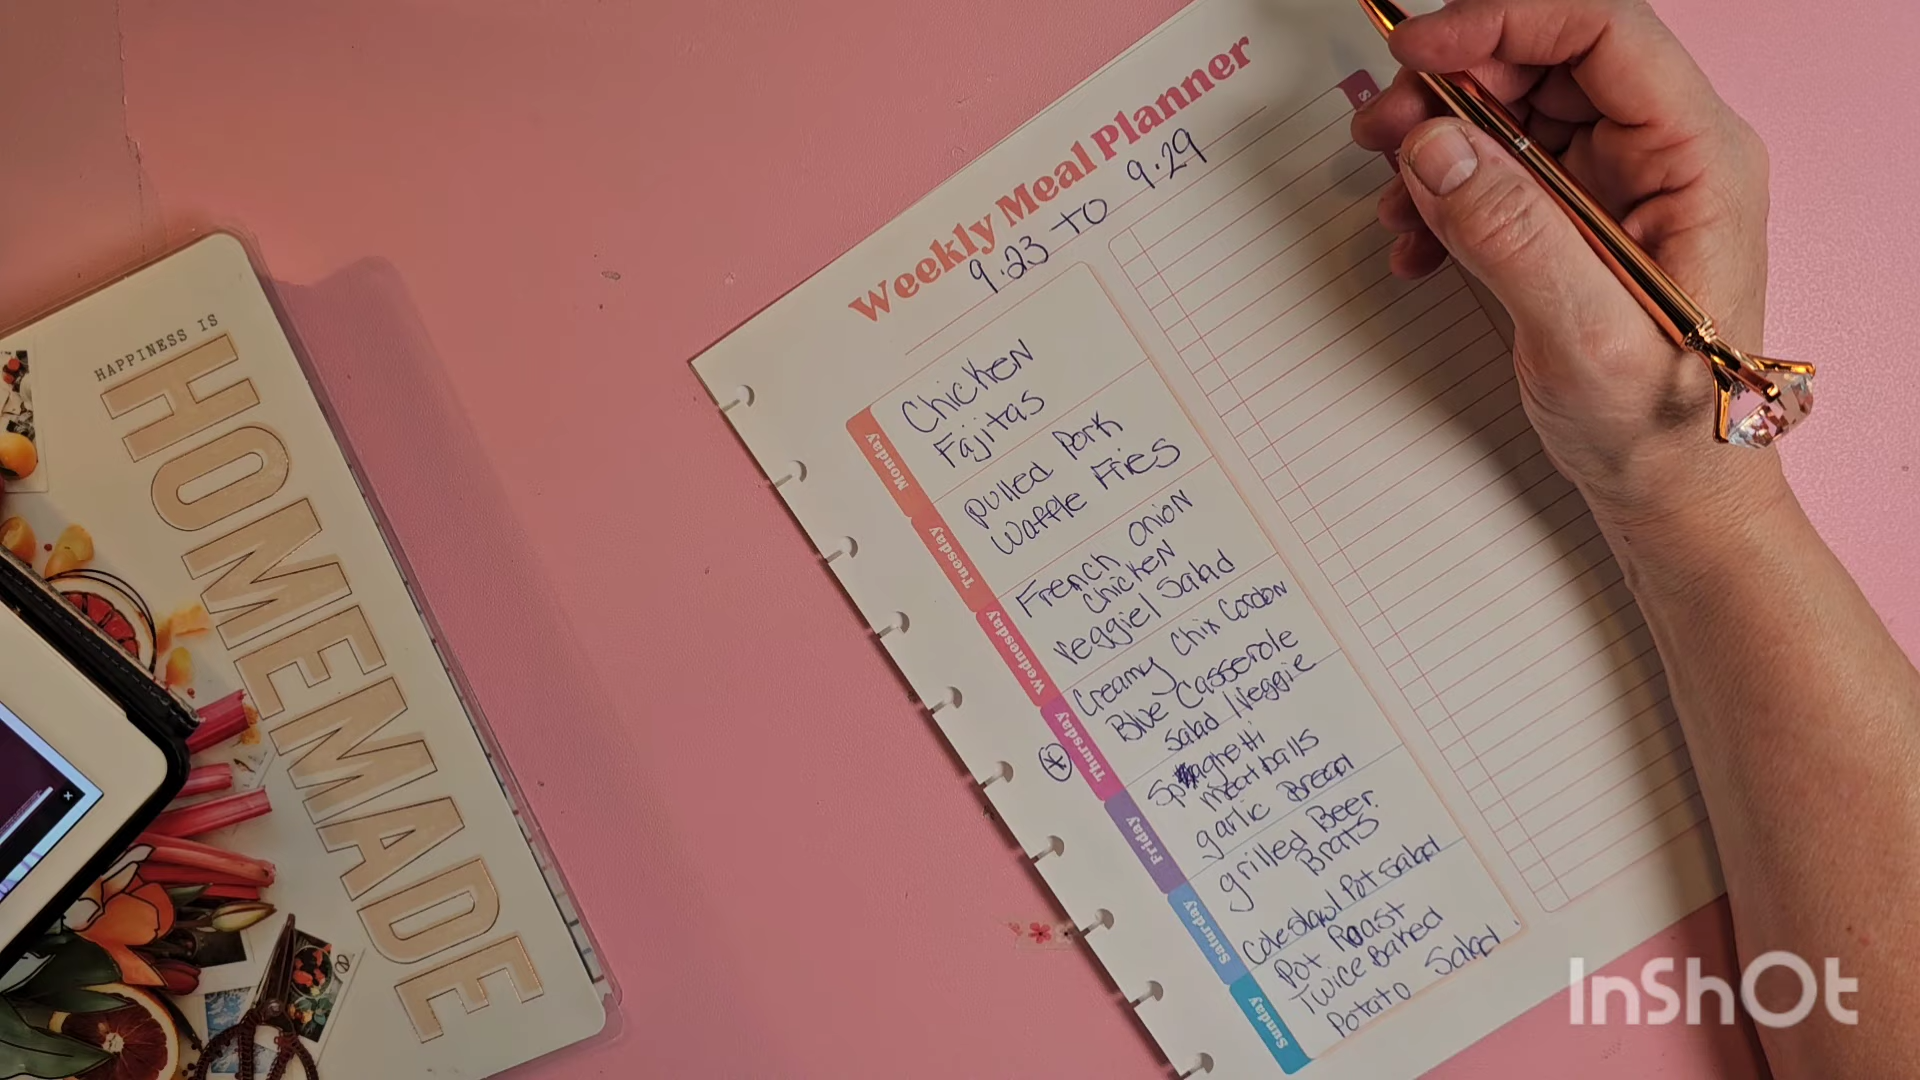 HAPPINESS IS
HOMEMADE
Weekly Meal Planner
9.23 to 9.29
Monday
Chicken
Fajitas
Tuesday
pulled Pork
Waffle Fries
Wednesday
French Onion
Chicken
veggie/ Salad
Thursday
Creamy Chix Cordon
Blue Casserole
Salad /Veggie
Friday
Spaghetti
meatballs
garlic Bread
Saturday
grilled Beer
Brats
Coleslaw/ Pot salad
Sunday
Pot Roast
Twice Baked
Potato Salad
S
InShOt